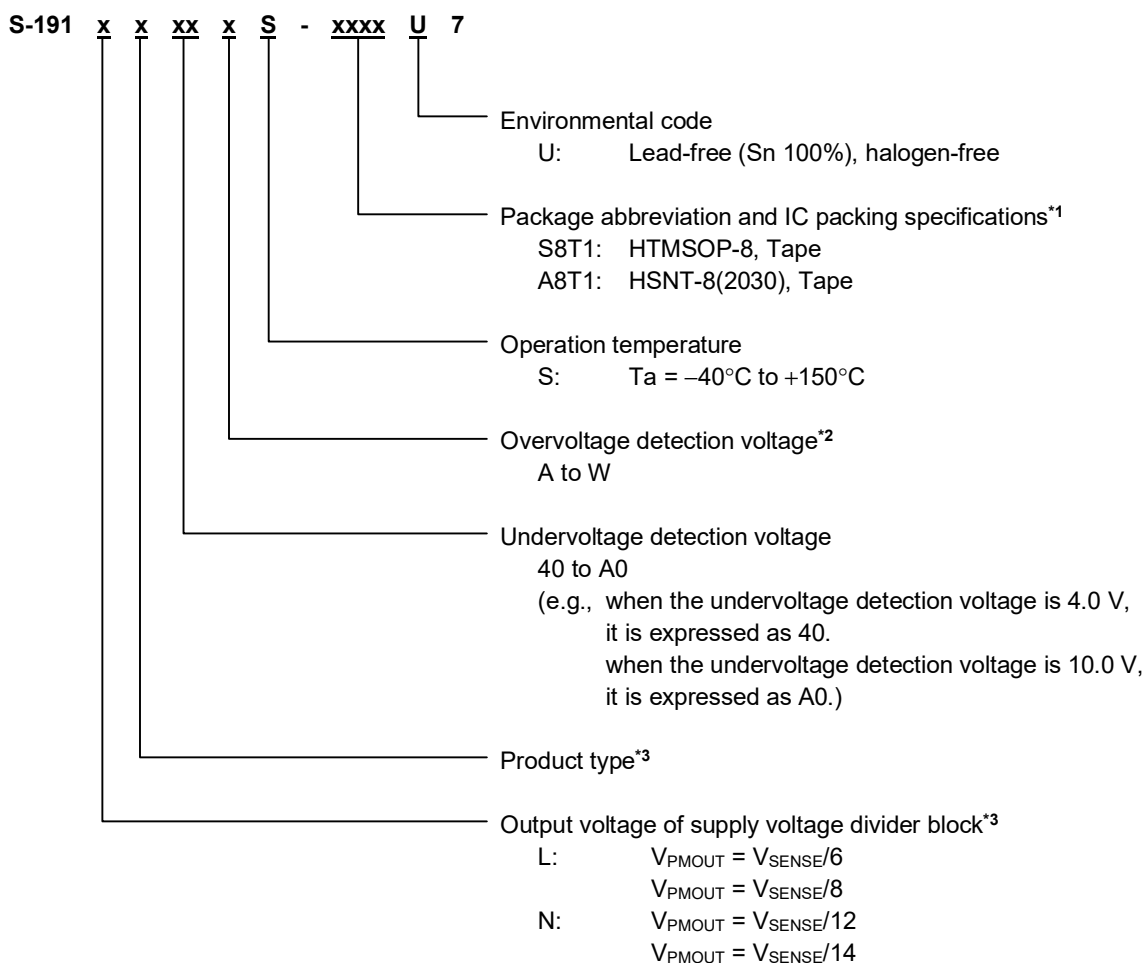 S-191 x x xx x S - xxxx U 7
Environmental code
U: Lead-free (Sn 100%), halogen-free
Package abbreviation and IC packing specifications*1
S8T1: HTMSOP-8, Tape
A8T1: HSNT-8(2030), Tape
Operation temperature
S: Ta = −40°C to +150°C
Overvoltage detection voltage*2
A to W
Undervoltage detection voltage
40 to A0
(e.g., when the undervoltage detection voltage is 4.0 V,
it is expressed as 40.
when the undervoltage detection voltage is 10.0 V,
it is expressed as A0.)
Product type*3
Output voltage of supply voltage divider block*3
L: VPMOUT = VSENSE/6
VPMOUT = VSENSE/8
N: VPMOUT = VSENSE/12
VPMOUT = VSENSE/14